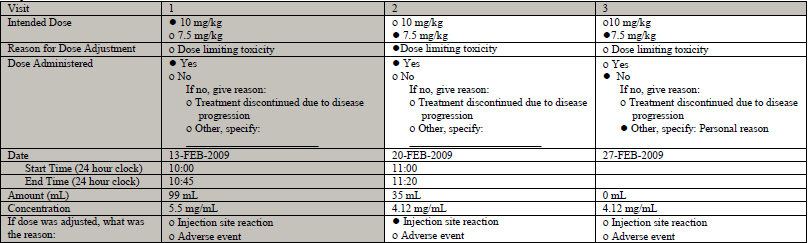 Visit 1 2 3
Intended Dose ● 10 mg/kg o 10 mg/kg o10 mg/kg
o 7.5 mg/kg ● 7.5 mg/kg ●7.5 mg/kg
Reason for Dose Adjustment o Dose limiting toxicity ●Dose limiting toxicity o Dose limiting toxicity
Dose Administered ● Yes ● Yes o Yes
o No o No ● No
If no, give reason: If no, give reason: If no, give reason:
o Treatment discontinued due to disease o Treatment discontinued due to disease o Treatment discontinued due to disease
progression progression progression
o Other, specify: o Other, specify: ● Other, specify: Personal reason
Date 13-FEB-2009 20-FEB-2009 27-FEB-2009
Start Time (24 hour clock) 10:00 11:00
End Time (24 hour clock) 10:45 11:20
Amount (mL) 99 mL 35 mL 0 mL
Concentration 5.5 mg/mL 4.12 mg/mL 4.12 mg/mL
If dose was adjusted, what was o Injection site reaction ● Injection site reaction o Injection site reaction
the reason: o Adverse event o Adverse event o Adverse event